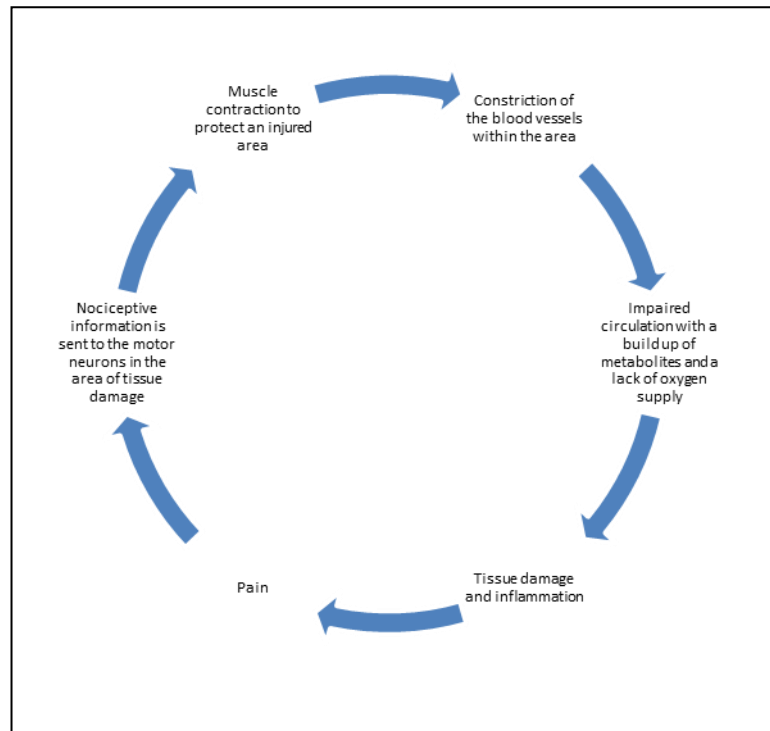 Muscle
contraction to
protect an injured
area
Constriction of
the blood vessels
within the area
Impaired
circulation with a
build up of
metabolites and a
lack of oxygen
supply
Tissue damage
and inflammation
Pain
Nociceptive
information is
sent to the motor
neurons in the
area of tissue
damage